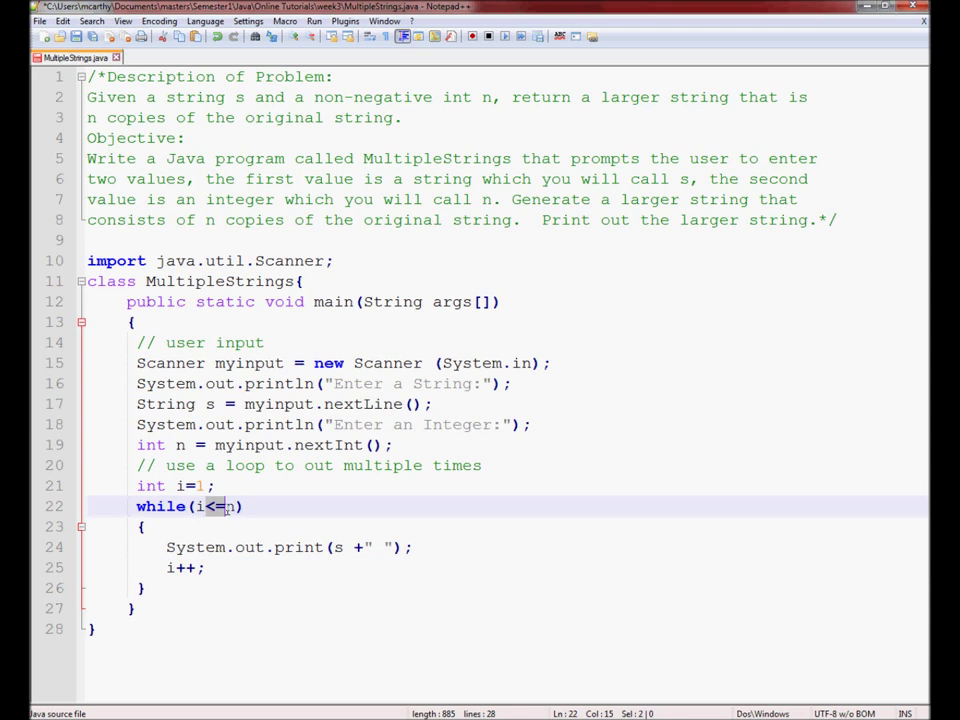 *C:\Users\mcarthy\Documents\masters\Semester1\Java\Online Tutorials\week3\MultipleStrings.java - Notepad++
File Edit Search View Encoding Language Settings Macro Run Plugins Window ? X
MultipleStrings.java
1 /*Description of Problem:
2 Given a string s and a non-negative int n, return a larger string that is
3 n copies of the original string.
4 Objective:
5 Write a Java program called MultipleStrings that prompts the user to enter
6 two values, the first value is a string which you will call s, the second
7 value is an integer which you will call n. Generate a larger string that
8 consists of n copies of the original string.  Print out the larger string.*/
9
10 import java.util.Scanner;
11 class MultipleStrings{
12 public static void main(String args[])
13 {
14 // user input
15 Scanner myinput = new Scanner (System.in);
16 System.out.println("Enter a String:");
17 String s = myinput.nextLine();
18 System.out.println("Enter an Integer:");
19 int n = myinput.nextInt();
20 // use a loop to out multiple times
21 int i=1;
22 while(i<=n)
23 {
24 System.out.print(s +" ");
25 i++;
26 }
27 }
28 }
Java source file length : 885 lines : 28 Ln : 22 Col : 15 Sel : 2 | 0 Dos\Windows UTF-8 w/o BOM INS